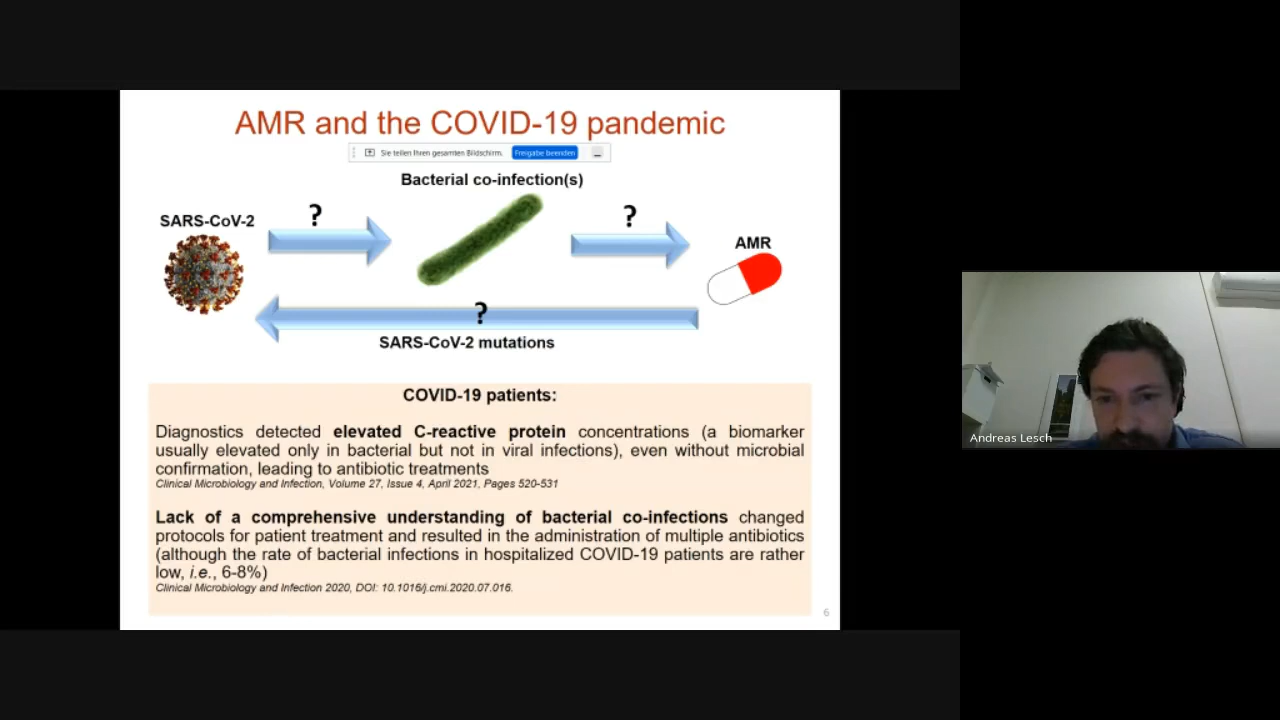 AMR and the COVID-19 pandemic
Sie teilen Ihren gesamten Bildschirm. Freigabe beenden
Bacterial co-infection(s)
SARS-CoV-2
?
?
AMR
?
SARS-CoV-2 mutations
COVID-19 patients:
Diagnostics detected elevated C-reactive protein concentrations (a biomarker
usually elevated only in bacterial but not in viral infections), even without microbial
confirmation, leading to antibiotic treatments
Clinical Microbiology and Infection, Volume 27, Issue 4, April 2021, Pages 520-531
Lack of a comprehensive understanding of bacterial co-infections changed
protocols for patient treatment and resulted in the administration of multiple antibiotics
(although the rate of bacterial infections in hospitalized COVID-19 patients are rather
low, i.e., 6-8%)
Clinical Microbiology and Infection 2020, DOI: 10.1016/j.cmi.2020.07.016.
6
Andreas Lesch